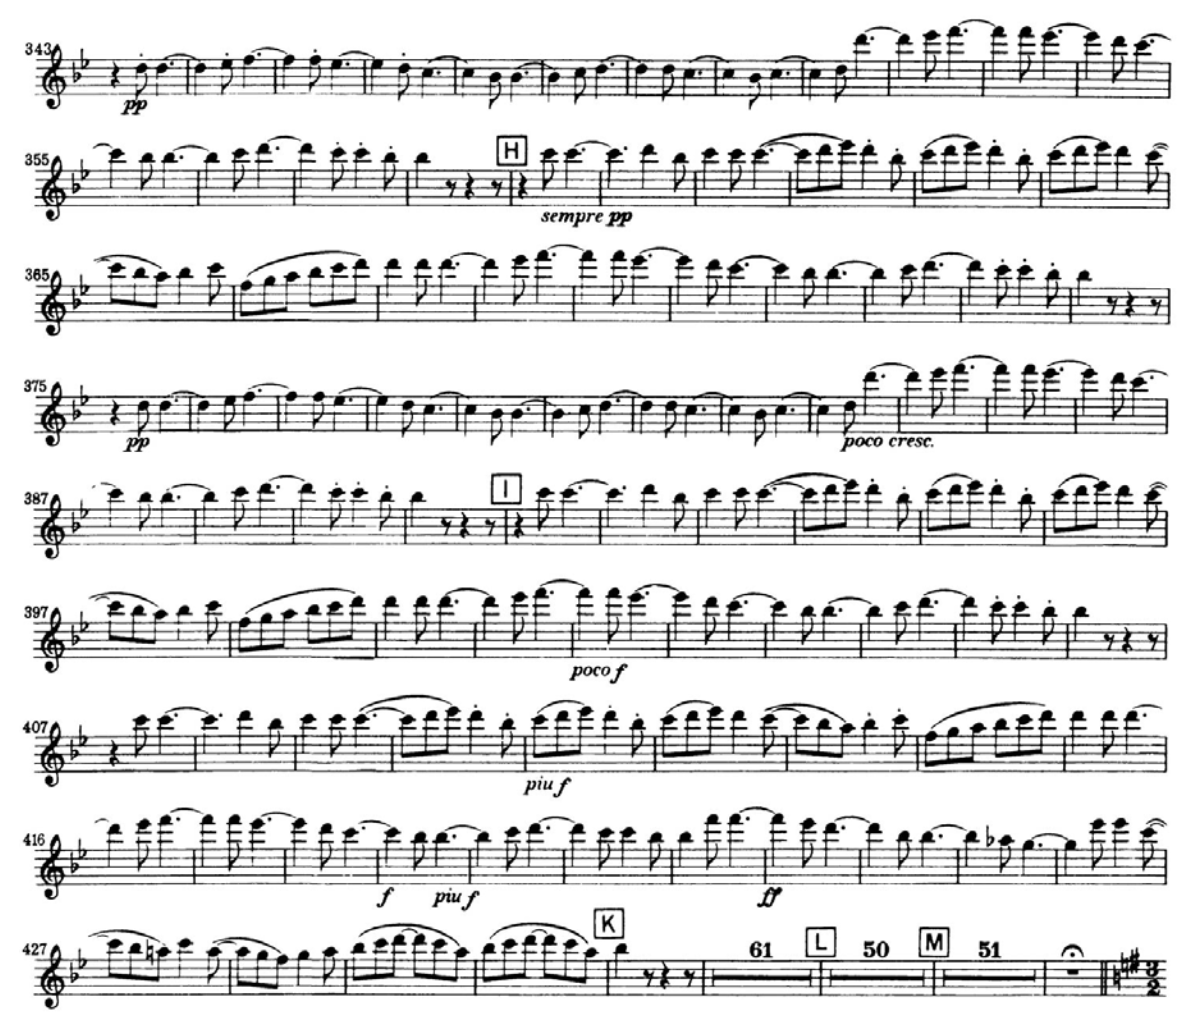 343
pp
355 H
sempre pp
365
375
pp poco cresc.
387 I
397
poco f
407
piu f
416
f piu f ff
427 K 61 L 50 M 51 3
2